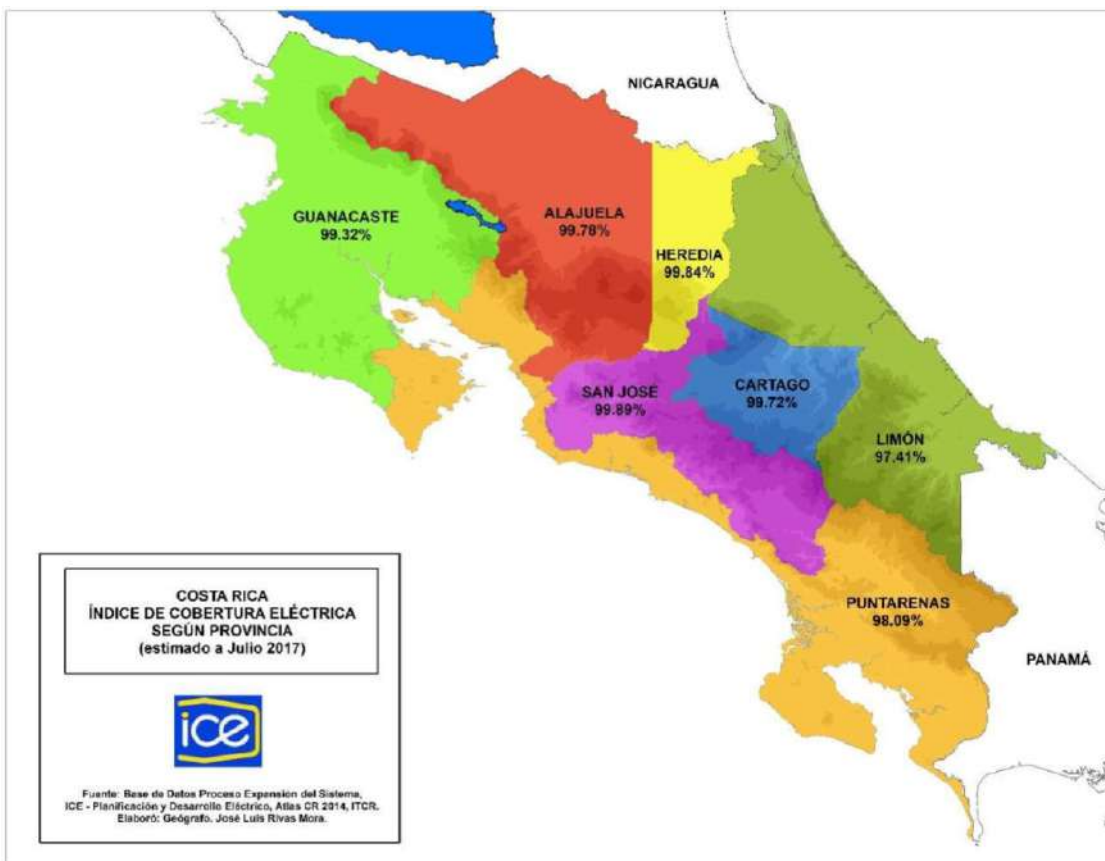 NICARAGUA
GUANACASTE
99.32%
ALAJUELA
99.78%
HEREDIA
99.84%
SAN JOSE
99.89%
CARTAGO
99.72%
LIMÓN
97.41%
PUNTARENAS
98.09%
PANAMÁ
COSTA RICA
ÍNDICE DE COBERTURA ELÉCTRICA
SEGÚN PROVINCIA
(estimado a Julio 2017)
ice
Fuente: Base de Datos Proceso Expansión del Sistema,
ICE - Planificación y Desarrollo Eléctrico, Atlas CR 2014, ITCR.
Elaboró: Geógrafo. José Luis Rivas Mora.